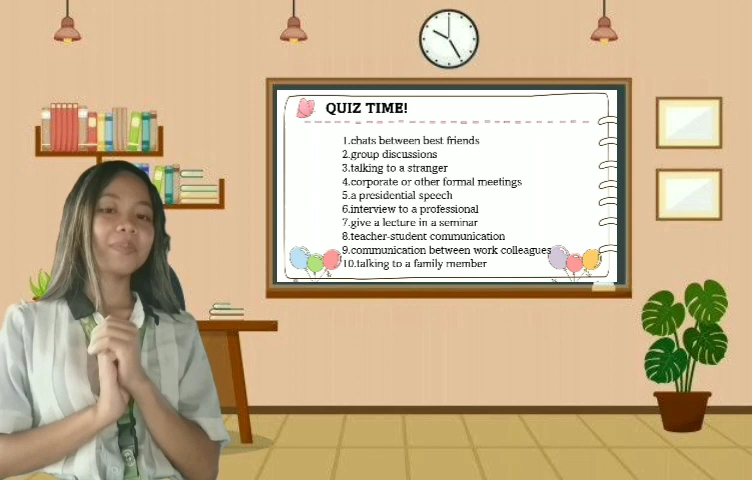 QUIZ TIME!
1.chats between best friends
2.group discussions
3.talking to a stranger
4.corporate or other formal meetings
5.a presidential speech
6.interview to a professional
7.give a lecture in a seminar
8.teacher-student communication
9.communication between work colleagues
10.talking to a family member